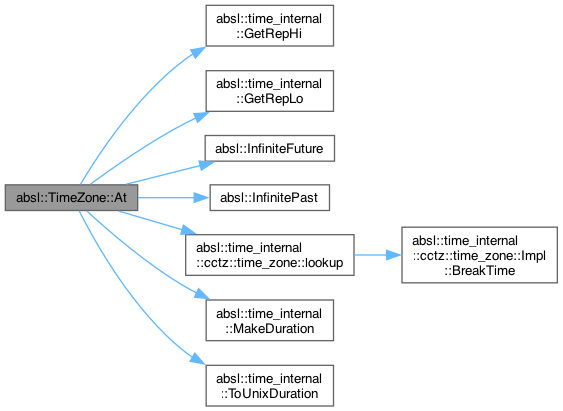 absl::TimeZone::At
absl::time_internal
::GetRepHi
absl::time_internal
::GetRepLo
absl::InfiniteFuture
absl::InfinitePast
absl::time_internal
::cctz::time_zone::lookup
absl::time_internal
::cctz::time_zone::Impl
::BreakTime
absl::time_internal
::MakeDuration
absl::time_internal
::ToUnixDuration